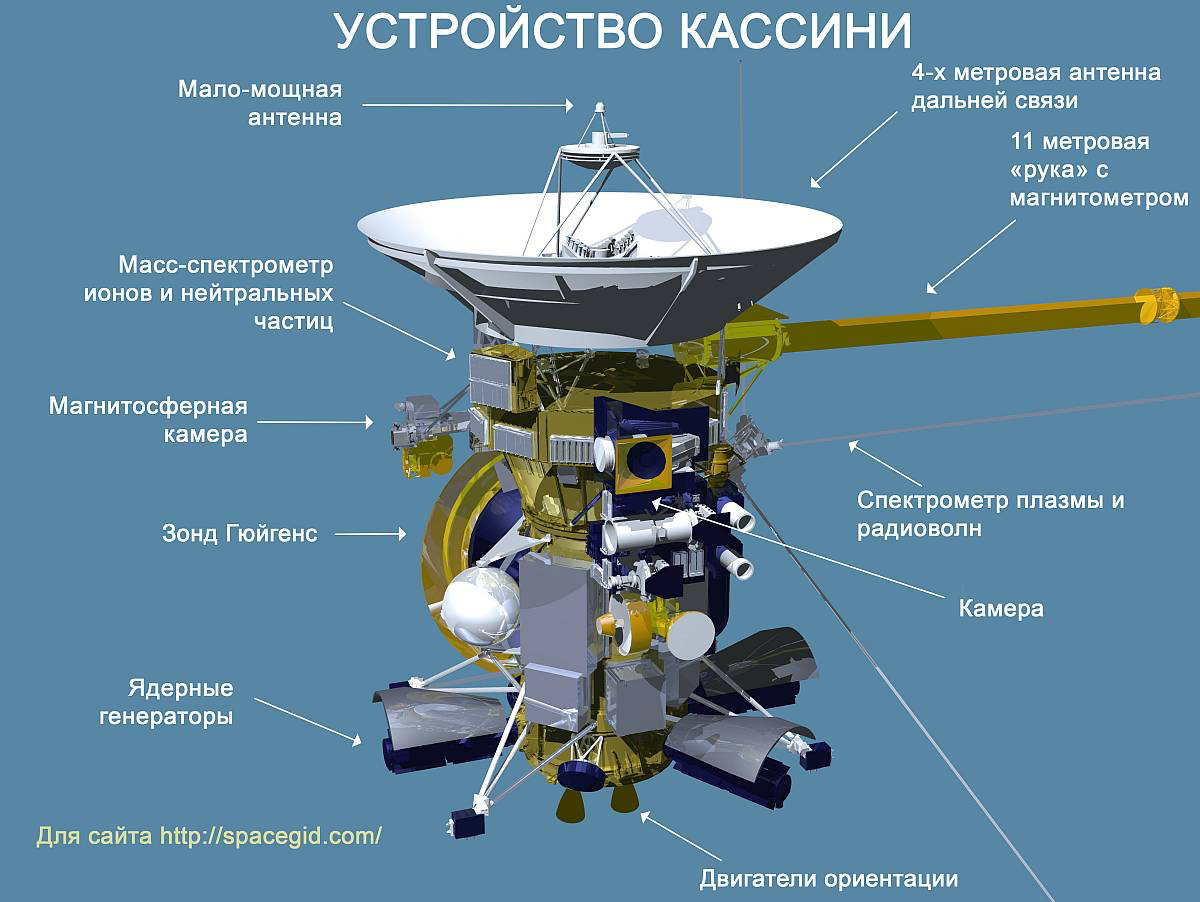 УСТРОЙСТВО КАССИНИ
Мало-мощная
антенна
4-х метровая антенна
дальней связи
11 метровая
«рука» с
магнитометром
Масс-спектрометр
ионов и нейтральных
частиц
Магнитосферная
камера
Спектрометр плазмы и
радиоволн
Зонд Гюйгенс
Камера
Ядерные
генераторы
Для сайта http://spacegid.com/
Двигатели ориентации